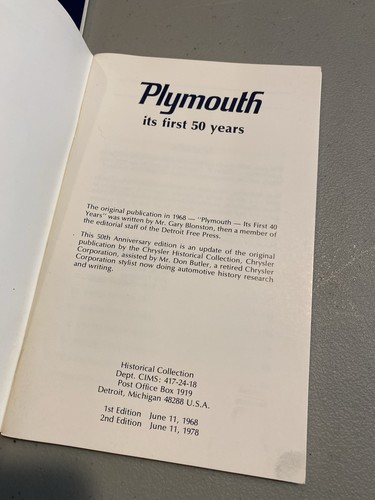 Plymouth
its first 50 years
The original publication in 1968 — "Plymouth — Its First 40
Years" was written by Mr. Gary Blonston, then a member of
the editorial staff of the Detroit Free Press.
This 50th Anniversary edition is an update of the original
publication by the Chrysler Historical Collection, Chrysler
Corporation, assisted by Mr. Don Butler, a retired Chrysler
Corporation stylist now doing automotive history research
and writing.
Historical Collection
Dept. CIMS: 417-24-18
Post Office Box 1919
Detroit, Michigan 48288 U.S.A.
1st Edition June 11, 1968
2nd Edition June 11, 1978